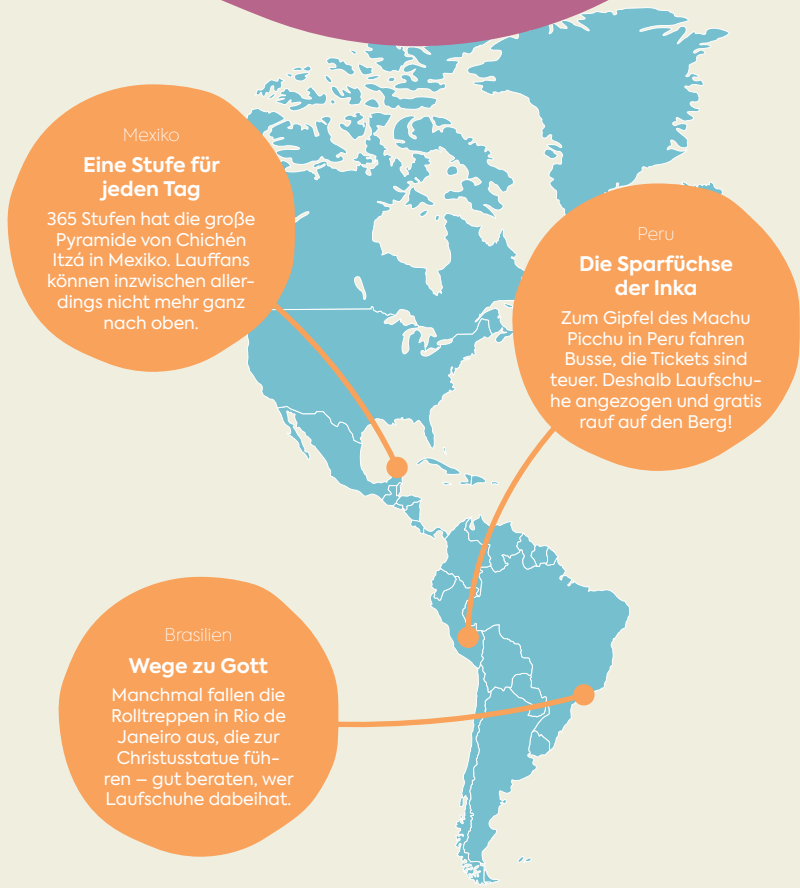 Mexiko
Eine Stufe für
jeden Tag
365 Stufen hat die große
Pyramide von Chichén
Itzá in Mexiko. Lauffans
können inzwischen aller-
dings nicht mehr ganz
nach oben.
Peru
Die Sparfüchse
der Inka
Zum Gipfel des Machu
Picchu in Peru fahren
Busse, die Tickets sind
teuer. Deshalb Laufschu-
he angezogen und gratis
rauf auf den Berg!
Brasilien
Wege zu Gott
Manchmal fallen die
Rolltreppen in Rio de
Janeiro aus, die zur
Christusstatue füh-
ren – gut beraten, wer
Laufschuhe dabeihat.